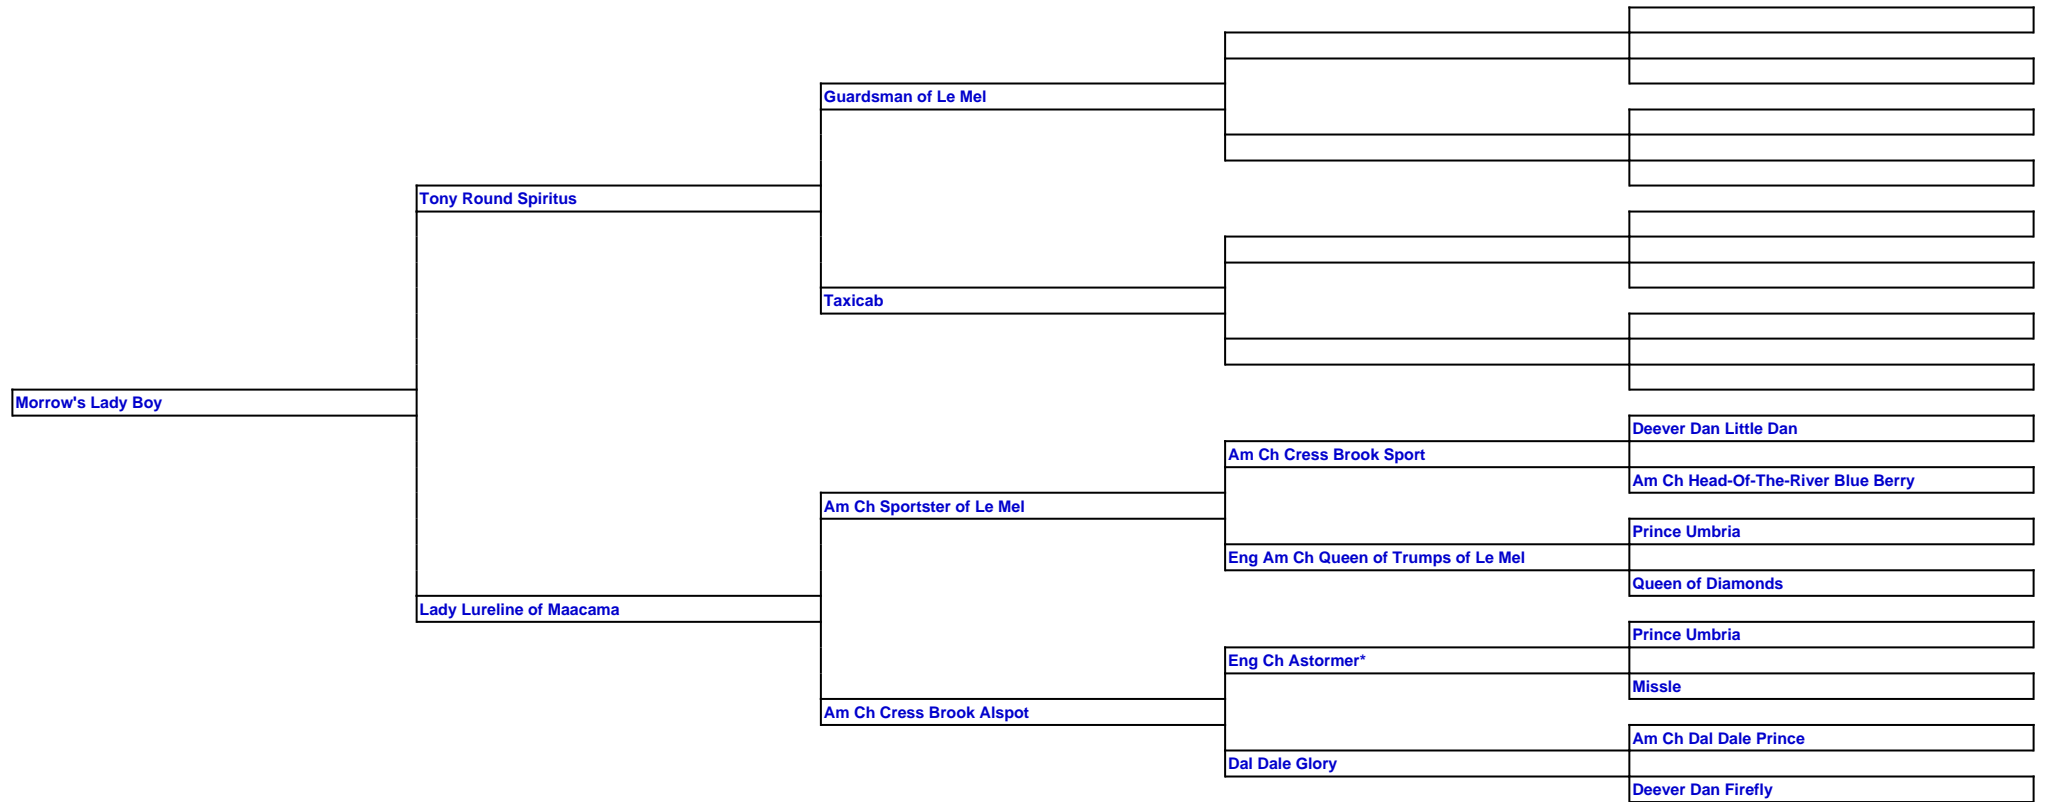 Guardsman of Le Mel
Tony Round Spiritus
Taxicab
Morrow's Lady Boy
Deever Dan Little Dan
Am Ch Cress Brook Sport
Am Ch Head-Of-The-River Blue Berry
Am Ch Sportster of Le Mel
Prince Umbria
Eng Am Ch Queen of Trumps of Le Mel
Queen of Diamonds
Lady Lureline of Maacama
Prince Umbria
Eng Ch Astormer*
Missle
Am Ch Cress Brook Alspot
Am Ch Dal Dale Prince
Dal Dale Glory
Deever Dan Firefly